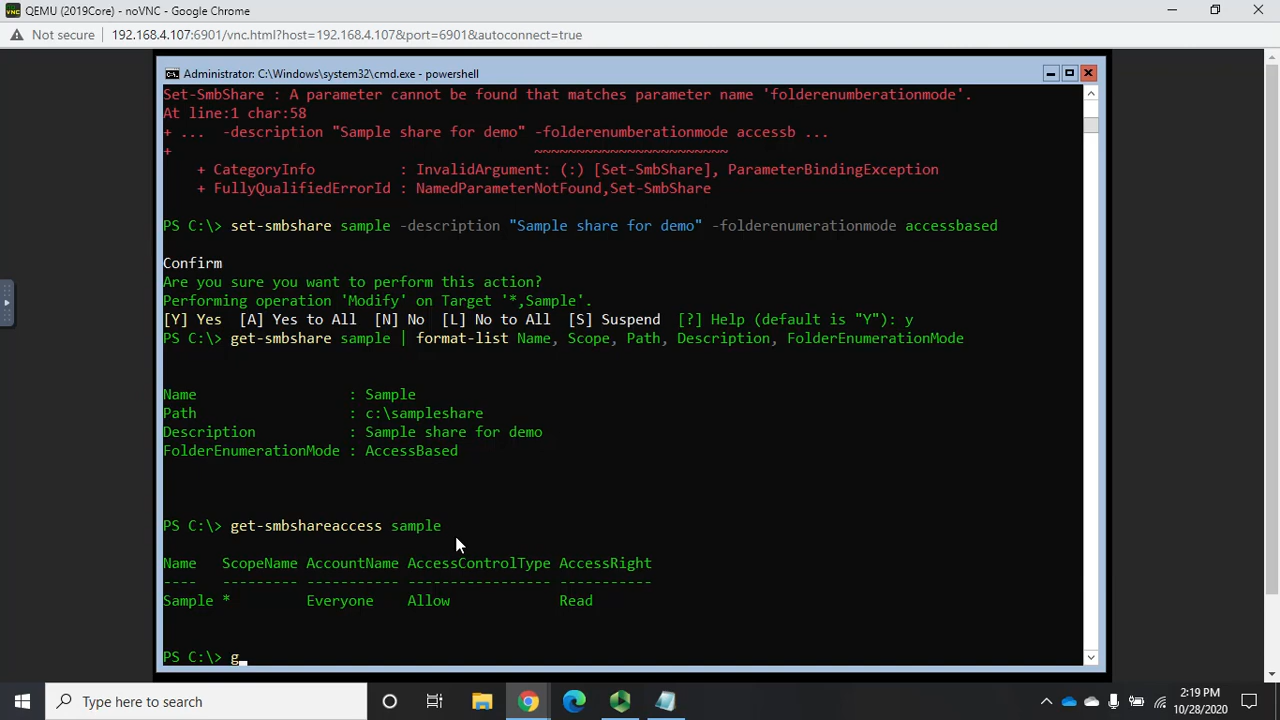 QEMU (2019Core) - noVNC - Google Chrome
Not secure 192.168.4.107:6901/vnc.html?host=192.168.4.107&port=6901&autoconnect=true
Administrator: C:\Windows\system32\cmd.exe - powershell
Set-SmbShare : A parameter cannot be found that matches parameter name 'folderenumberationmode'.
At line:1 char:58
+ ... -description "Sample share for demo" -folderenumberationmode accessb ...
+ ~~~~~~~~~~~~~~~~~~~~~~~
+ CategoryInfo : InvalidArgument: (:) [Set-SmbShare], ParameterBindingException
+ FullyQualifiedErrorId : NamedParameterNotFound,Set-SmbShare
PS C:\> set-smbshare sample -description "Sample share for demo" -folderenumerationmode accessbased
Confirm
Are you sure you want to perform this action?
Performing operation 'Modify' on Target '*,Sample'.
[Y] Yes [A] Yes to All [N] No [L] No to All [S] Suspend [?] Help (default is "Y"): y
PS C:\> get-smbshare sample | format-list Name, Scope, Path, Description, FolderEnumerationMode
Name : Sample
Path : c:\sampleshare
Description : Sample share for demo
FolderEnumerationMode : AccessBased
PS C:\> get-smbshareaccess sample
Name ScopeName AccountName AccessControlType AccessRight
---- --------- ----------- ----------------- -----------
Sample * Everyone Allow Read
PS C:\> g
Type here to search
2:19 PM
10/28/2020